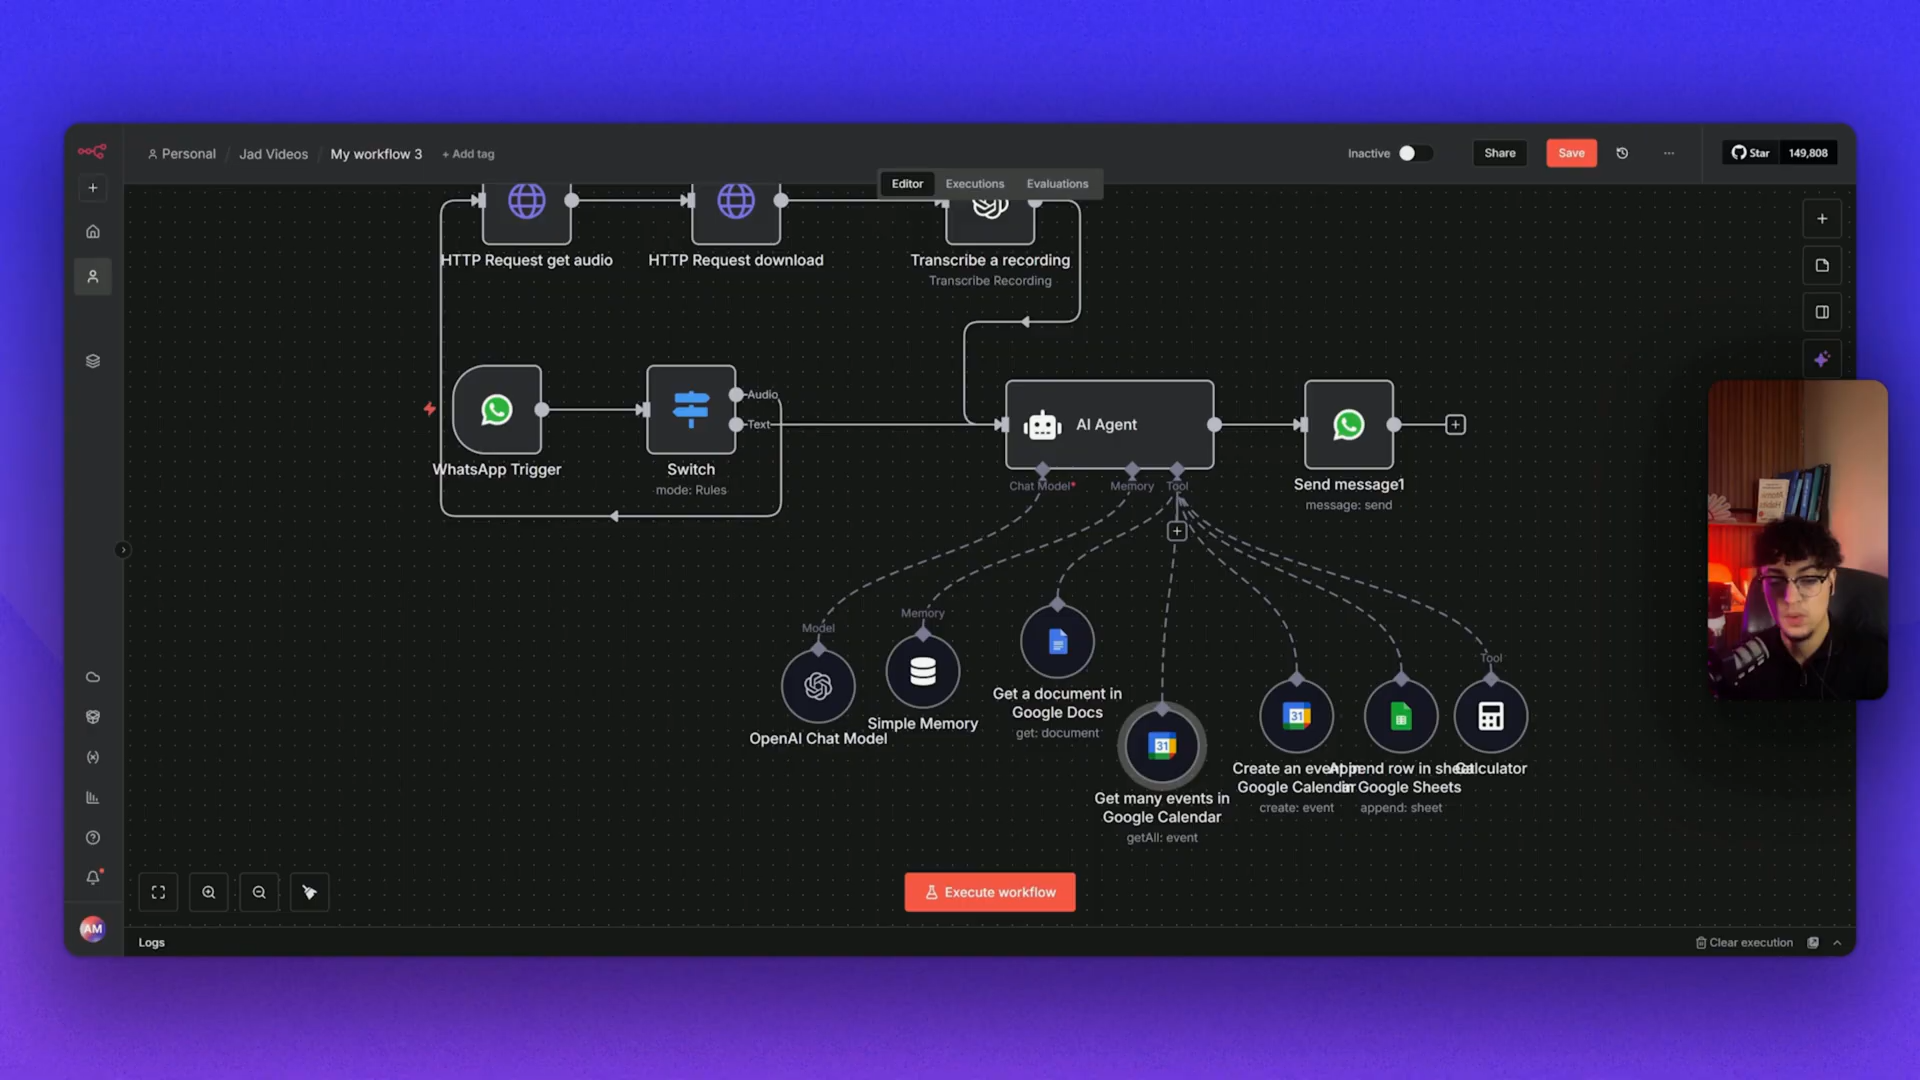 Personal / Jad Videos / My workflow 3 + Add tag
Inactive
Share
Save
Star 149,808
Editor Executions Evaluations
HTTP Request get audio
HTTP Request download
Transcribe a recording
Transcribe Recording
WhatsApp Trigger
Switch
mode: Rules
Audio
Text
AI Agent
Chat Model*
Memory
Tool
Send message1
message: send
Model
OpenAI Chat Model
Memory
Simple Memory
Get a document in
Google Docs
get: document
31
Get many events in
Google Calendar
getAll: event
31
Create an event in
Google Calendar
create: event
Append row in sheet
in Google Sheets
append: sheet
Tool
Calculator
Execute workflow
AM
Logs
Clear execution